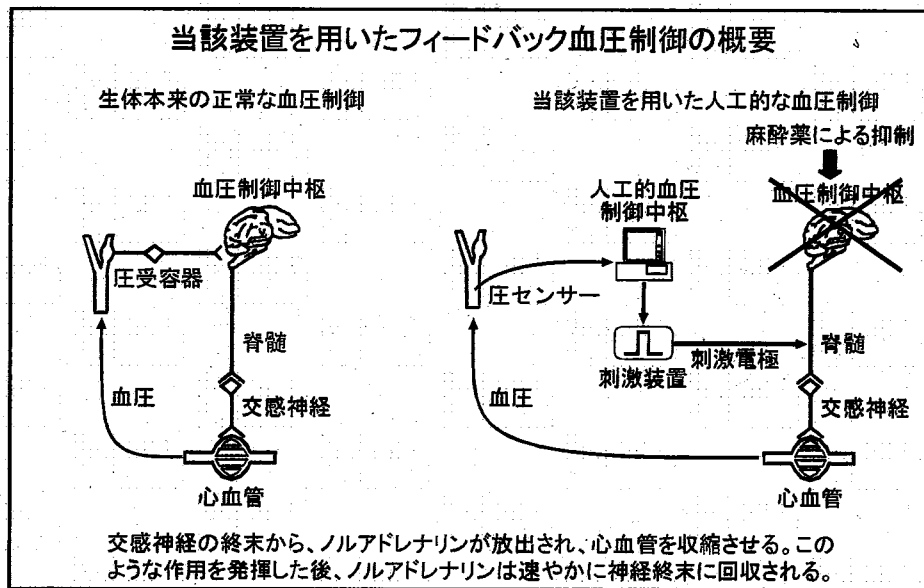 当該装置を用いたフィードバック血圧制御の概要
生体本来の正常な血圧制御
血圧制御中枢
圧受容器
脊髄
血圧
交感神経
心血管
当該装置を用いた人工的な血圧制御
麻酔薬による抑制
人工的血圧
制御中枢
血圧制御中枢
圧センサー
刺激装置
刺激電極
脊髄
血圧
交感神経
心血管
交感神経の終末から、ノルアドレナリンが放出され、心血管を収縮させる。この
ような作用を発揮した後、ノルアドレナリンは速やかに神経終末に回収される。